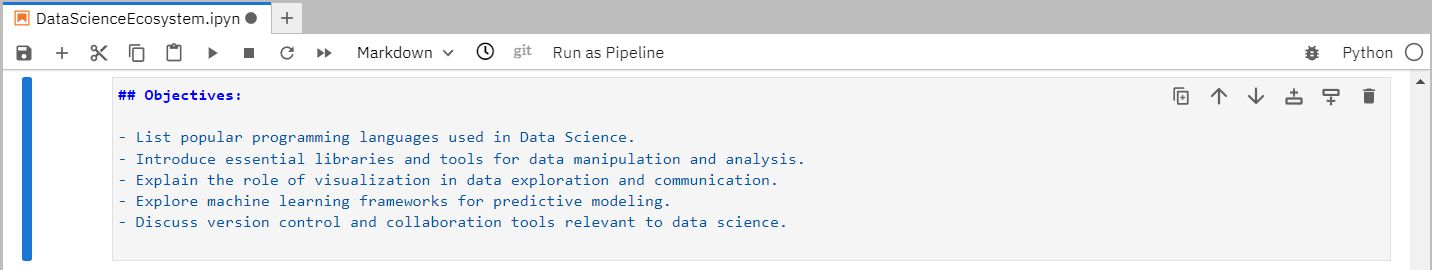 DataScienceEcosystem.ipyn
Markdown git Run as Pipeline Python
## Objectives:
- List popular programming languages used in Data Science.
- Introduce essential libraries and tools for data manipulation and analysis.
- Explain the role of visualization in data exploration and communication.
- Explore machine learning frameworks for predictive modeling.
- Discuss version control and collaboration tools relevant to data science.